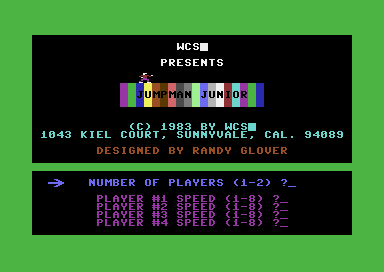 WCS
PRESENTS
JUMPMAN JUNIOR
(C) 1983 BY WCS
1043 KIEL COURT, SUNNYVALE, CAL. 94089
DESIGNED BY RANDY GLOVER
NUMBER OF PLAYERS (1-2) ?_
PLAYER #1 SPEED (1-8) ?_
PLAYER #2 SPEED (1-8) ?_
PLAYER #3 SPEED (1-8) ?_
PLAYER #4 SPEED (1-8) ?_